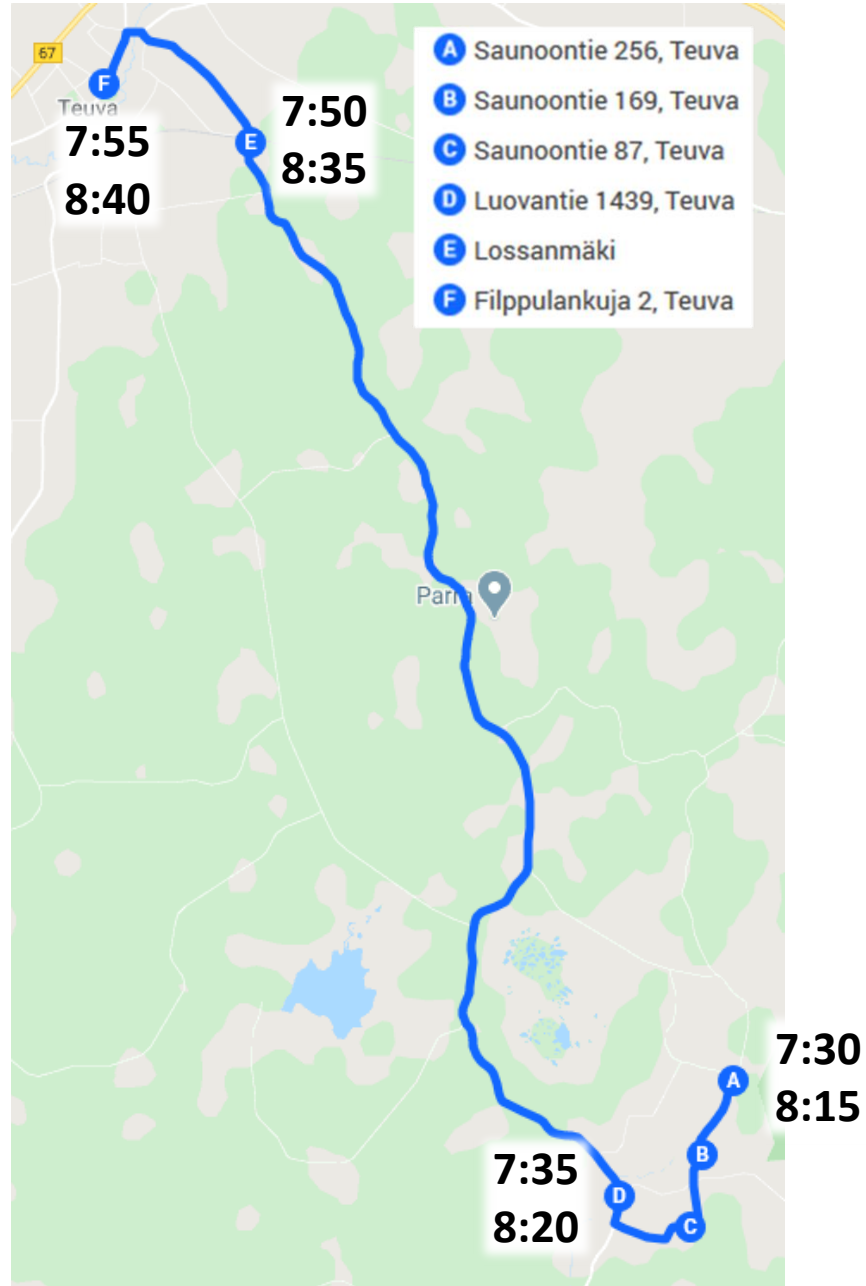 67
F
Teuva
7:55
8:40
E
7:50
8:35
A Saunoontie 256, Teuva
B Saunoontie 169, Teuva
C Saunoontie 87, Teuva
D Luovantie 1439, Teuva
E Lossanmäki
F Filppulankuja 2, Teuva
Parra
A
7:30
8:15
B
7:35
8:20
D
C